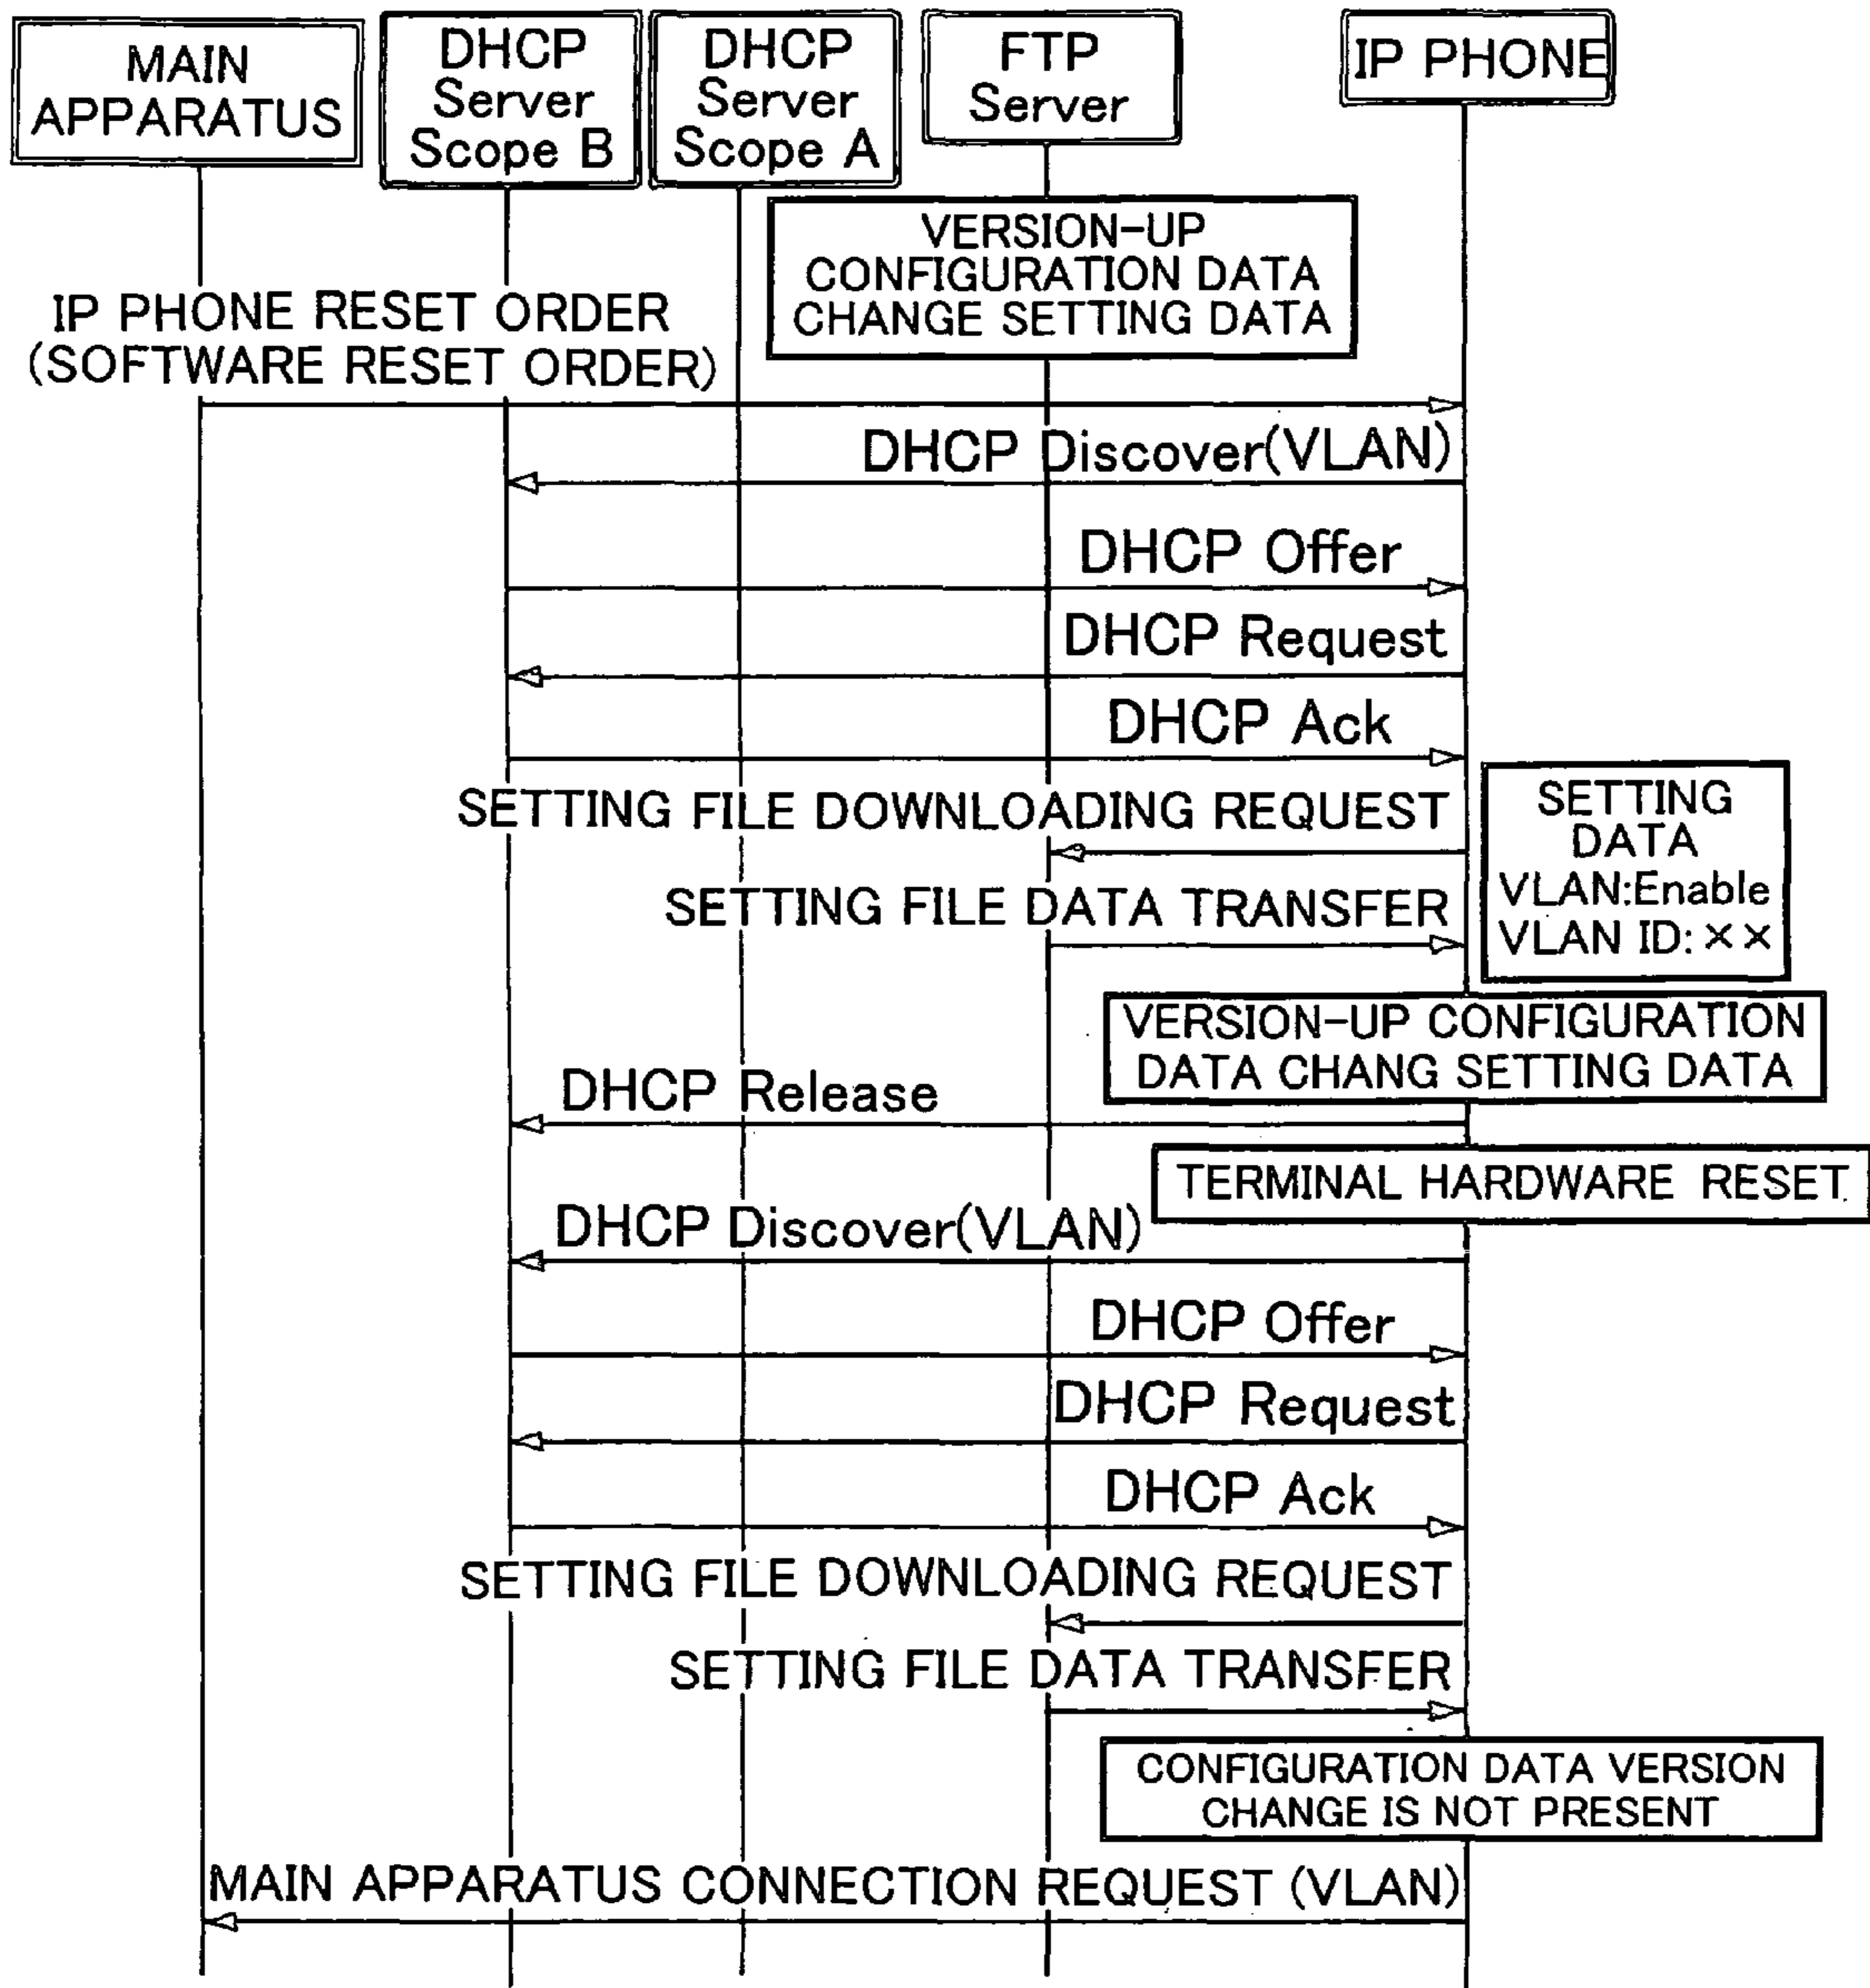 MAIN
APPARATUS
DHCP
Server
Scope B
DHCP
Server
Scope A
FTP
Server
IP PHONE
VERSION-UP
CONFIGURATION DATA
CHANGE SETTING DATA
IP PHONE RESET ORDER
(SOFTWARE RESET ORDER)
DHCP Discover(VLAN)
DHCP Offer
DHCP Request
DHCP Ack
SETTING FILE DOWNLOADING REQUEST
SETTING FILE DATA TRANSFER
SETTING
DATA
VLAN:Enable
VLAN ID: ××
VERSION-UP CONFIGURATION
DATA CHANG SETTING DATA
DHCP Release
TERMINAL HARDWARE RESET
DHCP Discover(VLAN)
DHCP Offer
DHCP Request
DHCP Ack
SETTING FILE DOWNLOADING REQUEST
SETTING FILE DATA TRANSFER
CONFIGURATION DATA VERSION
CHANGE IS NOT PRESENT
MAIN APPARATUS CONNECTION REQUEST (VLAN)